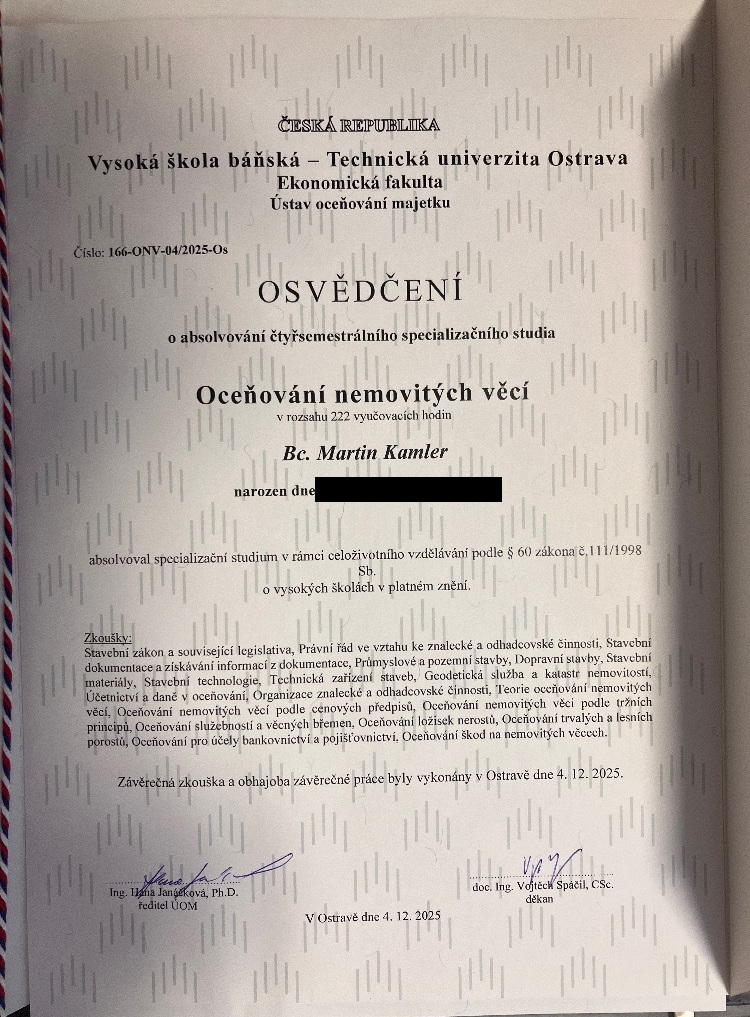 ČESKÁ REPUBLIKA
Vysoká škola báňská – Technická univerzita Ostrava
Ekonomická fakulta
Ústav oceňování majetku
Číslo: 166-ONV-04/2025-Os
OSVĚDČENÍ
o absolvování čtyřsemestrálního specializačního studia
Oceňování nemovitých věcí
v rozsahu 222 vyučovacích hodin
Bc. Martin Kamler
narozen dne
absolvoval specializační studium v rámci celoživotního vzdělávání podle § 60 zákona č.111/1998
Sb.
o vysokých školách v platném znění.
Zkoušky:
Stavební zákon a související legislativa, Právní řád ve vztahu ke znalecké a odhadcovské činnosti, Stavební
dokumentace a získávání informací z dokumentace, Průmyslové a pozemní stavby, Dopravní stavby, Stavební
materiály, Stavební technologie, Technická zařízení staveb, Geodetická služba a katastr nemovitostí,
Účetnictví a daně v oceňování, Organizace znalecké a odhadcovské činnosti, Teorie oceňování nemovitých
věcí, Oceňování nemovitých věcí podle cenových předpisů, Oceňování nemovitých věcí podle tržních
principů, Oceňování služebností a věcných břemen, Oceňování ložisek nerostů, Oceňování trvalých a lesních
porostů, Oceňování pro účely bankovnictví a pojišťovnictví, Oceňování škod na nemovitých věcech.
Závěrečná zkouška a obhajoba závěrečné práce byly vykonány v Ostravě dne 4. 12. 2025.
Ing. Hana Janáčková, Ph.D.
ředitel ÚOM
doc. Ing. Vojtěch Spáčil, CSc.
děkan
V Ostravě dne 4. 12. 2025